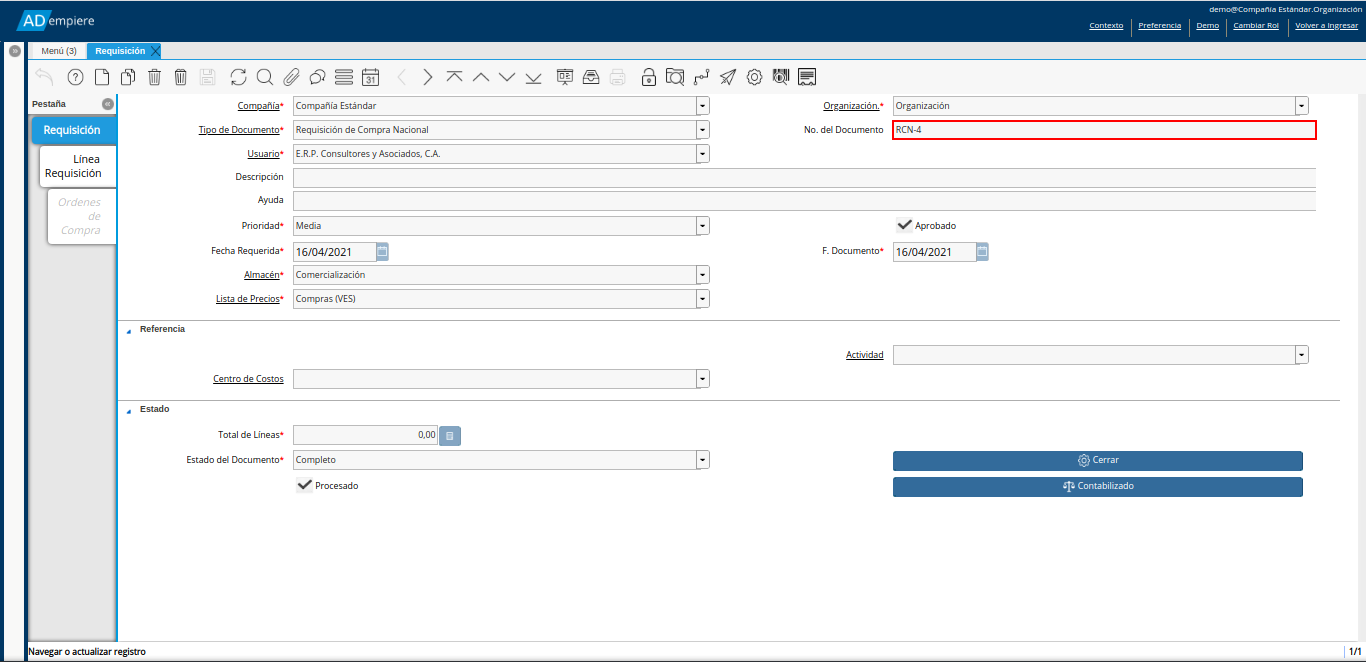 demo@Compañía Estándar.Organización
ADempiere
Contexto Preferencia Demo Cambiar Rol Volver a Ingresar
Menú (3) Requisición
31
Pestaña
Compañía* Compañía Estándar Organización.* Organización
Requisición
Tipo de Documento* Requisición de Compra Nacional No. del Documento RCN-4
Línea
Requisición
Usuario* E.R.P. Consultores y Asociados, C.A.
Descripción
Ordenes
de
Compra
Ayuda
Prioridad* Media Aprobado
Fecha Requerida* 16/04/2021 F. Documento* 16/04/2021
Almacén* Comercialización
Lista de Precios* Compras (VES)
Referencia
Actividad
Centro de Costos
Estado
Total de Líneas* 0,00
Estado del Documento* Completo Cerrar
Procesado Contabilizado
Navegar o actualizar registro 1/1